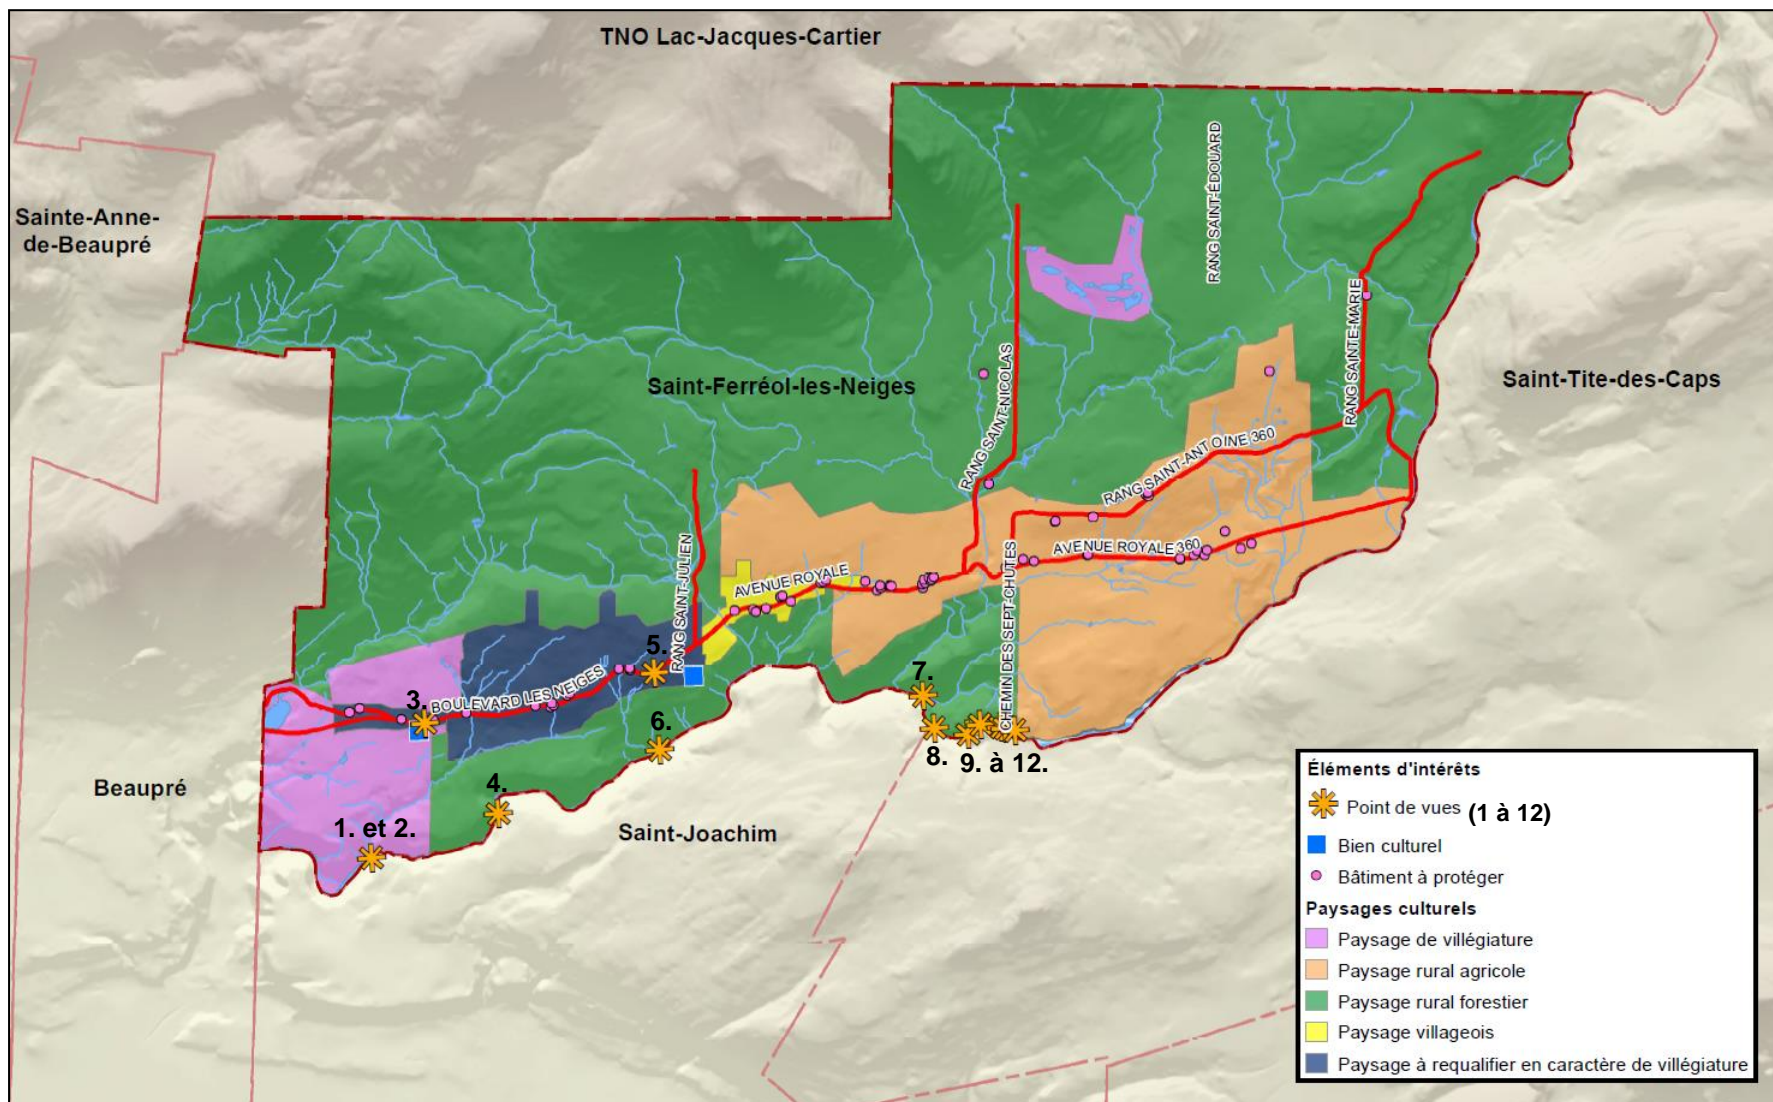 TNO Lac-Jacques-Cartier
Sainte-Anne-
de-Beaupré
RANG SAINT-ÉDOUARD
Saint-Ferréol-les-Neiges
RANG SAINT-NICOLAS
RANG SAINTE-MARIE
Saint-Tite-des-Caps
RANG SAINT-ANTOINE 360
AVENUE ROYALE 360
AVENUE ROYALE
RANG SAINT-JULIEN
CHEMIN DES SEPT-CHUTES
BOULEVARD LES NEIGES
5.
3.
7.
6.
8.
9. à 12.
4.
1. et 2.
Beaupré
Saint-Joachim
Éléments d'intérêts
Point de vues (1 à 12)
Bien culturel
Bâtiment à protéger
Paysages culturels
Paysage de villégiature
Paysage rural agricole
Paysage rural forestier
Paysage villageois
Paysage à requalifier en caractère de villégiature